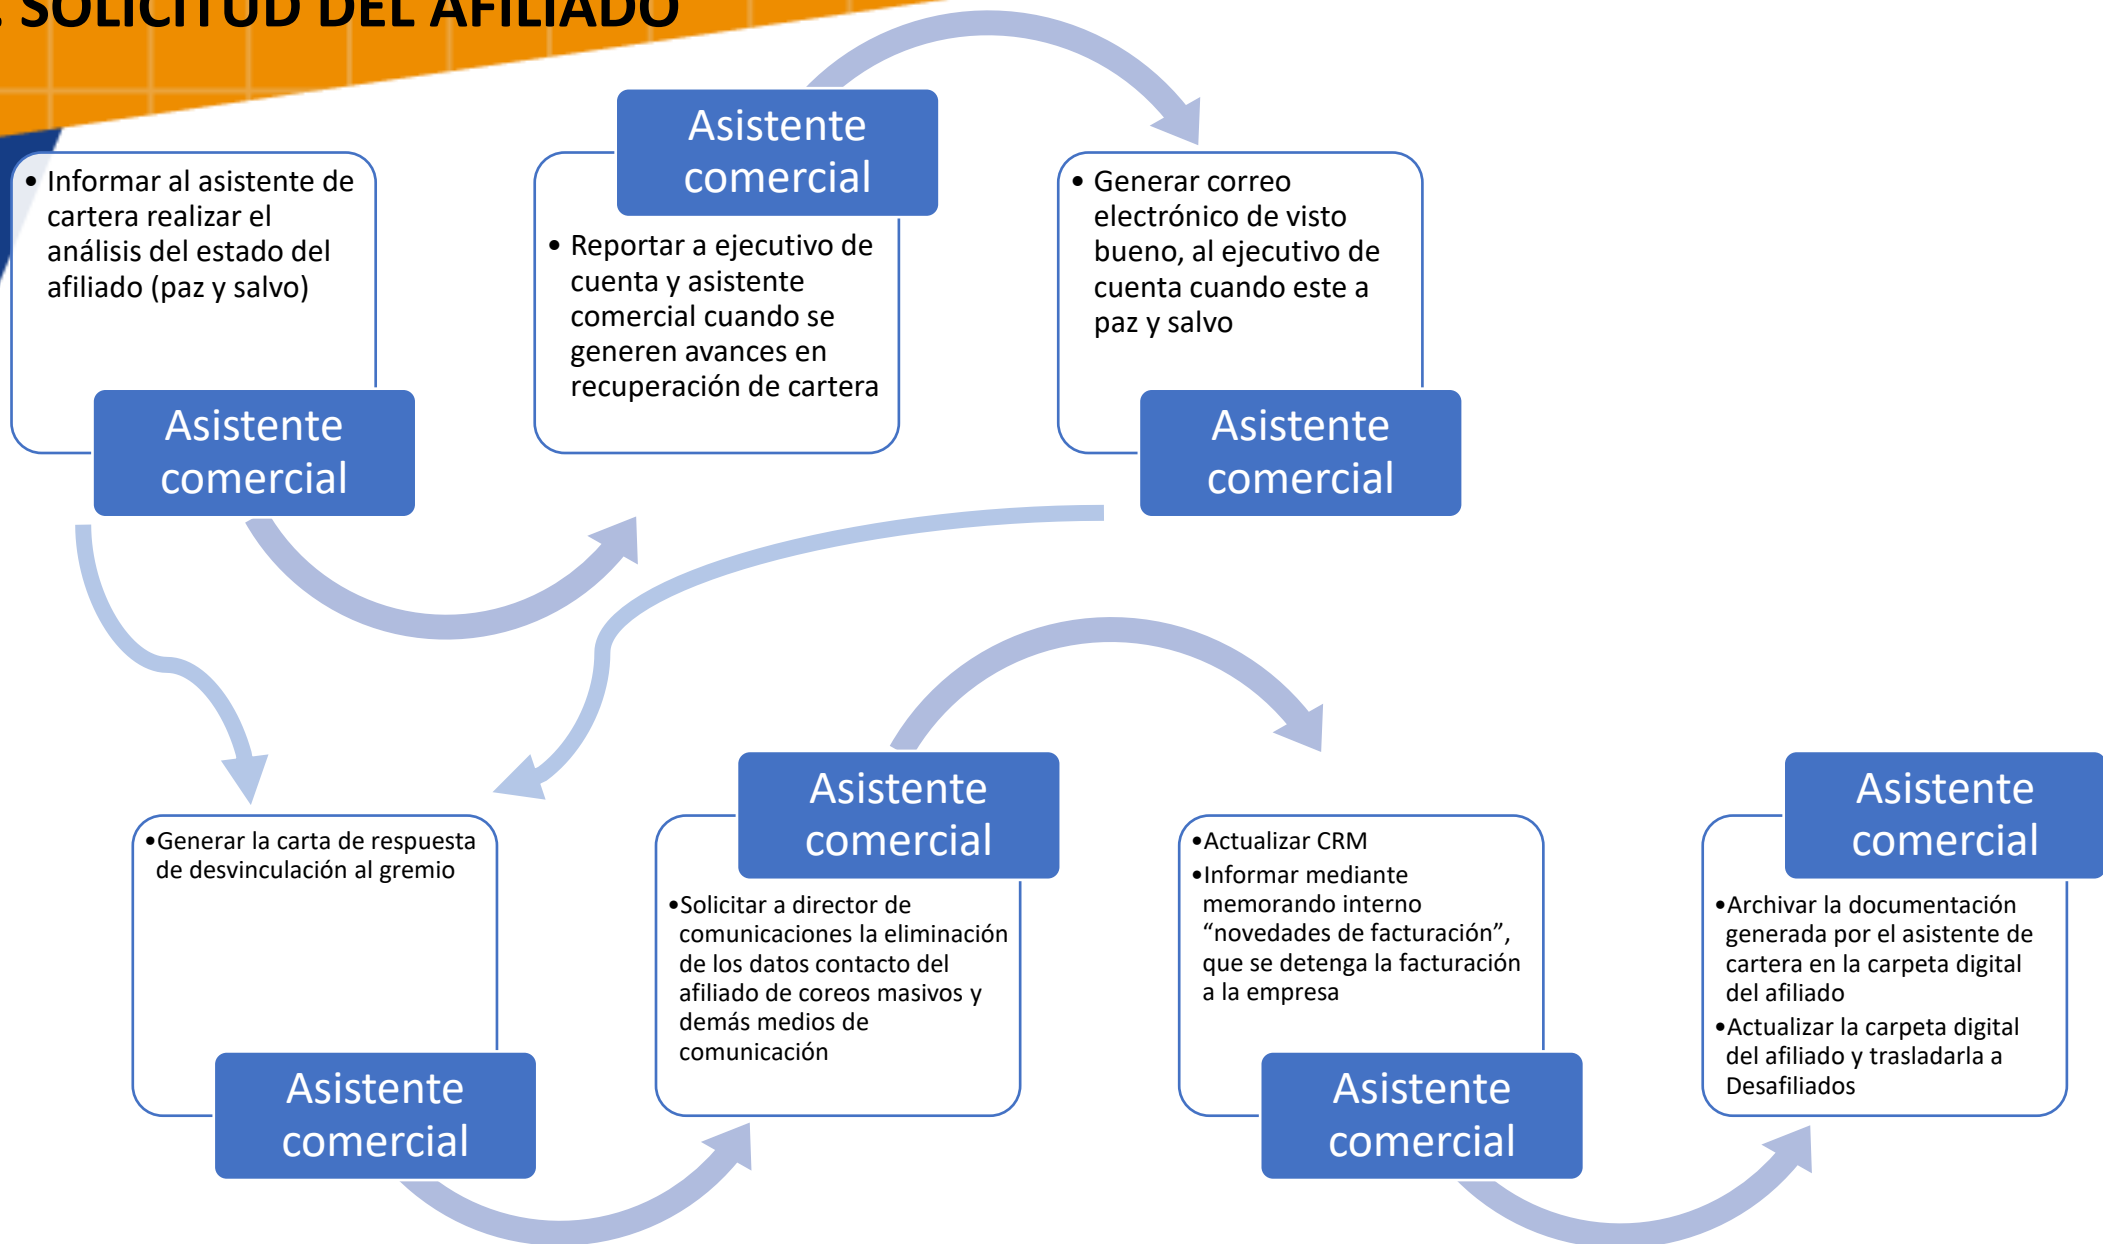 . SOLICITUD DEL AFILIADO
• Informar al asistente de
cartera realizar el
análisis del estado del
afiliado (paz y salvo)
Asistente
comercial
Asistente
comercial
• Reportar a ejecutivo de
cuenta y asistente
comercial cuando se
generen avances en
recuperación de cartera
• Generar correo
electrónico de visto
bueno, al ejecutivo de
cuenta cuando este a
paz y salvo
Asistente
comercial
•Generar la carta de respuesta
de desvinculación al gremio
Asistente
comercial
Asistente
comercial
•Solicitar a director de
comunicaciones la eliminación
de los datos contacto del
afiliado de coreos masivos y
demás medios de
comunicación
•Actualizar CRM
•Informar mediante
memorando interno
“novedades de facturación”,
que se detenga la facturación
a la empresa
Asistente
comercial
Asistente
comercial
•Archivar la documentación
generada por el asistente de
cartera en la carpeta digital
del afiliado
•Actualizar la carpeta digital
del afiliado y trasladarla a
Desafiliados